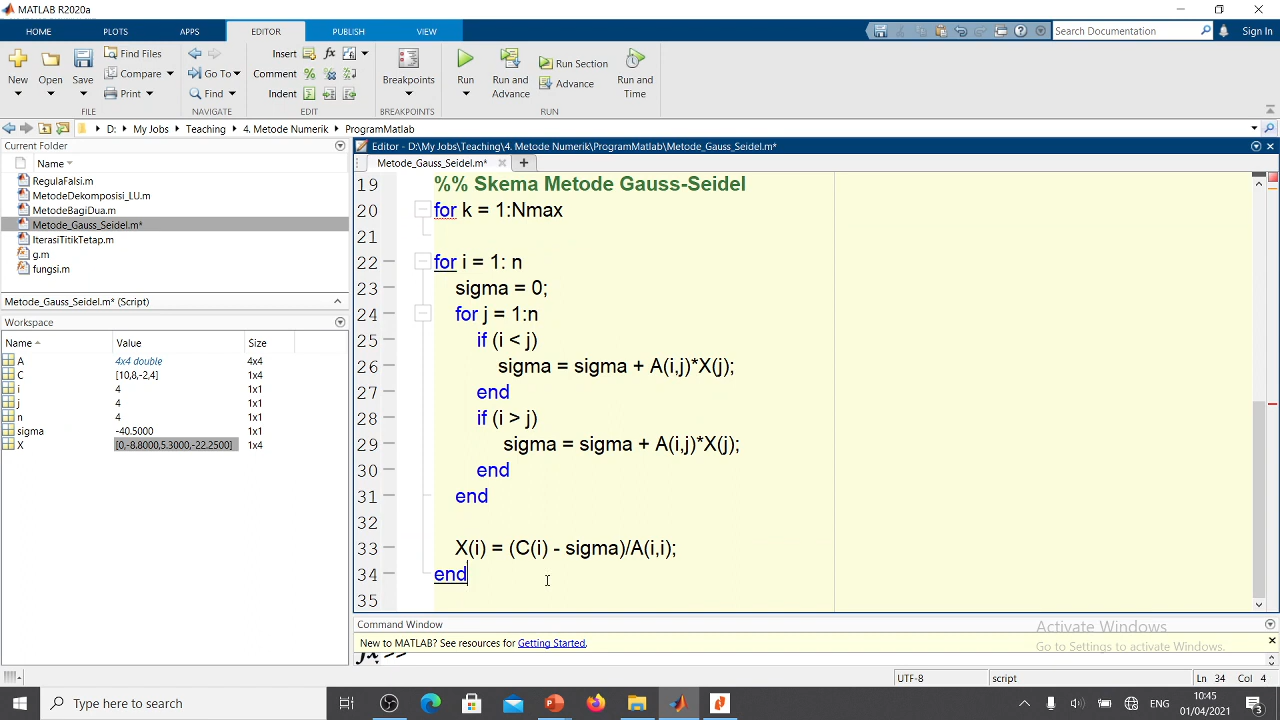 MATLAB R2020a
HOME PLOTS APPS EDITOR PUBLISH VIEW
Search Documentation Sign In
New Open Save Find Files Compare Print
Go To Find
Insert fx Comment Indent
Breakpoints
Run Run and Advance Run Section Advance Run and Time
FILE NAVIGATE EDIT BREAKPOINTS RUN
D: My Jobs Teaching 4. Metode Numerik ProgramMatlab
Current Folder
Name
RegulaFalsi.m
MetodeDekomposisi_LU.m
MetodeBagiDua.m
Metode_Gauss_Seidel.m*
IterasiTitikTetap.m
g.m
fungsi.m
Metode_Gauss_Seidel.m* (Script)
Workspace
Name Value Size
A 4x4 double 4x4
C [10,8,-2,4] 1x4
i 4 1x1
j 4 1x1
n 4 1x1
sigma -40.5000 1x1
X [0,-8.8000,5.3000,-22.2500] 1x4
Editor - D:\My Jobs\Teaching\4. Metode Numerik\ProgramMatlab\Metode_Gauss_Seidel.m*
Metode_Gauss_Seidel.m*
19 %% Skema Metode Gauss-Seidel
20 for k = 1:Nmax
21
22 for i = 1: n
23 sigma = 0;
24 for j = 1:n
25 if (i < j)
26 sigma = sigma + A(i,j)*X(j);
27 end
28 if (i > j)
29 sigma = sigma + A(i,j)*X(j);
30 end
31 end
32
33 X(i) = (C(i) - sigma)/A(i,i);
34 end
35
Command Window
New to MATLAB? See resources for Getting Started.
fx >>
Activate Windows
Go to Settings to activate Windows.
UTF-8 script Ln 34 Col 4
Type here to search
ENG 10:45 01/04/2021 3